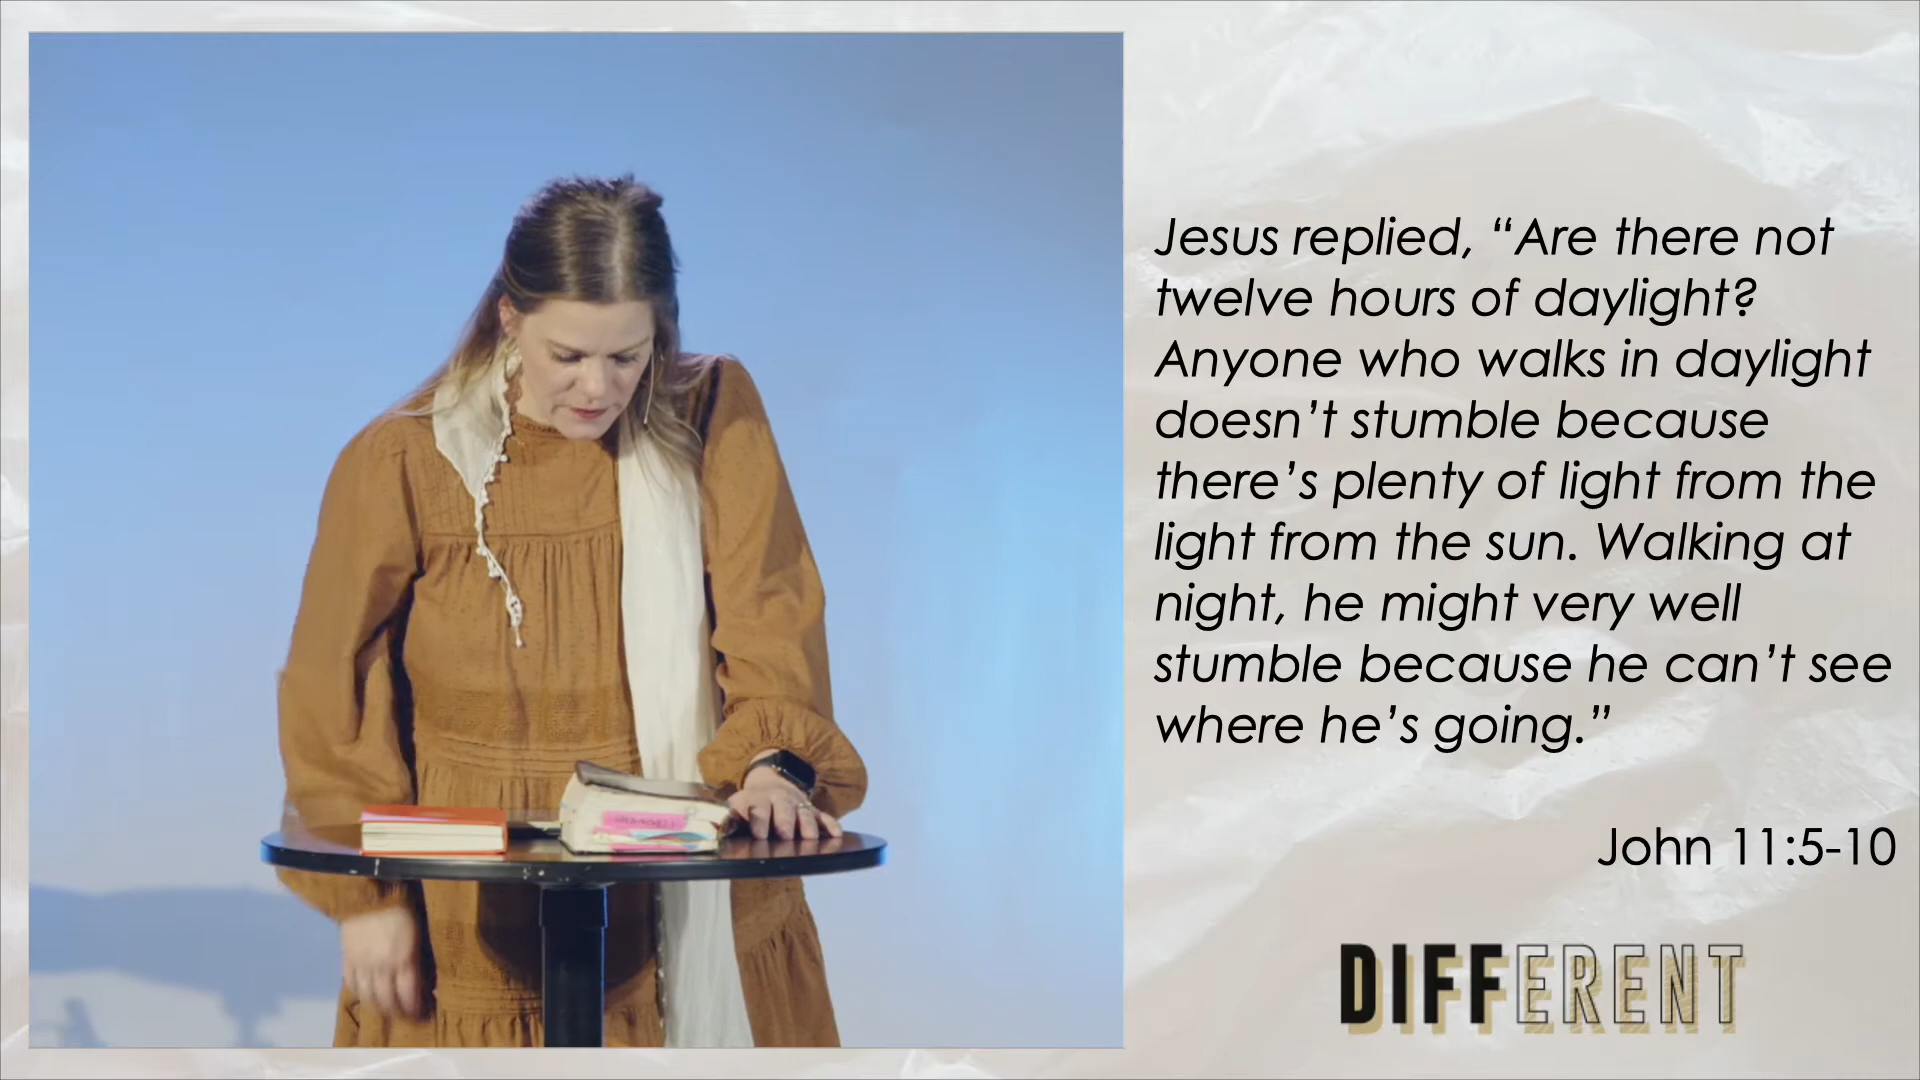 Jesus replied, “Are there not
twelve hours of daylight?
Anyone who walks in daylight
doesn’t stumble because
there’s plenty of light from the
light from the sun. Walking at
night, he might very well
stumble because he can’t see
where he’s going.”
John 11:5-10
DIFFERENT